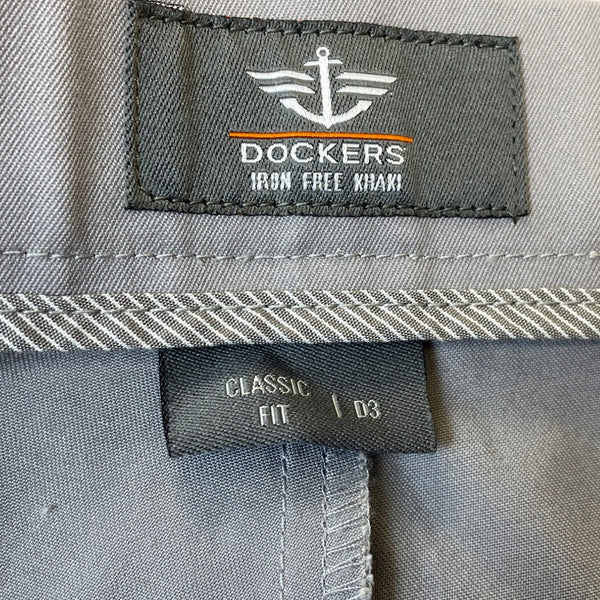 DOCKERS
IRON FREE KHAKI
CLASSIC
FIT | D3